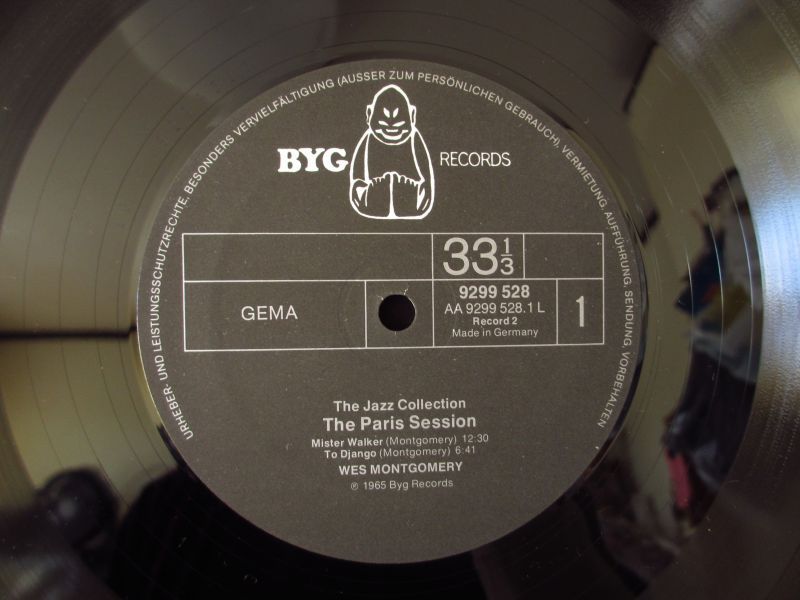 URHEBER- UND LEISTUNGSSCHUTZRECHTE, BESONDERS VERVIELFÄLTIGUNG (AUSSER ZUM PERSÖNLICHEN GEBRAUCH), VERMIETUNG, AUFFÜHRUNG, SENDUNG, VORBEHALTEN
BYG RECORDS
33 1/3
GEMA
9299 528
AA 9299 528.1 L
Record 2
Made in Germany
1
The Jazz Collection
The Paris Session
Mister Walker (Montgomery) 12:30
To Django (Montgomery) 6:41
WES MONTGOMERY
℗ 1965 Byg Records